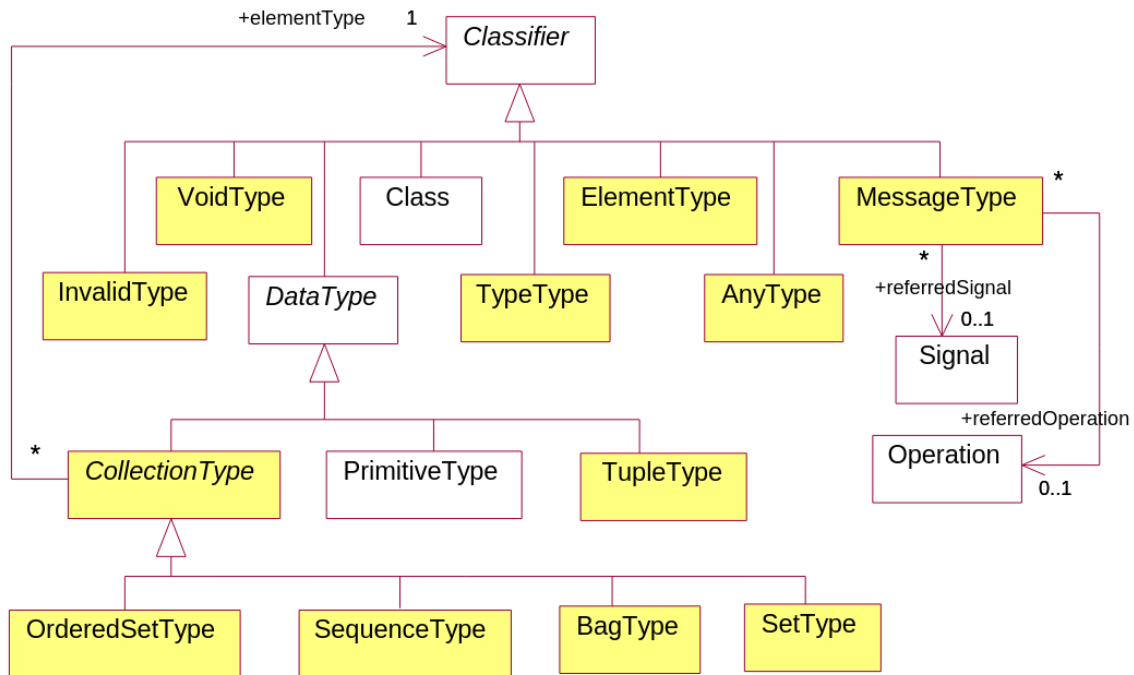 +elementType 1
Classifier
VoidType
Class
ElementType
MessageType
*
*
InvalidType
DataType
TypeType
AnyType
+referredSignal
0..1
Signal
+referredOperation
Operation
0..1
*
CollectionType
PrimitiveType
TupleType
OrderedSetType
SequenceType
BagType
SetType